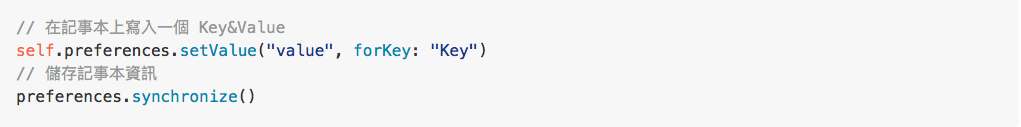 // 在記事本上寫入一個 Key&Value
self.preferences.setValue("value", forKey: "Key")
// 儲存記事本資訊
preferences.synchronize()